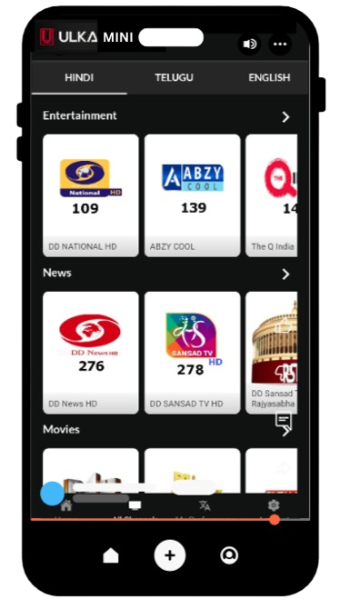 ULKA MINI
HINDI TELUGU ENGLISH
Entertainment
National HD
109
DD NATIONAL HD
ABZY
COOL
139
ABZY COOL
THE Q
14
The Q India
News
DD News HD
276
DD News HD
SANSAD TV
HD
278
DD SANSAD TV HD
RS
DD Sansad
Rajyasabha
Movies